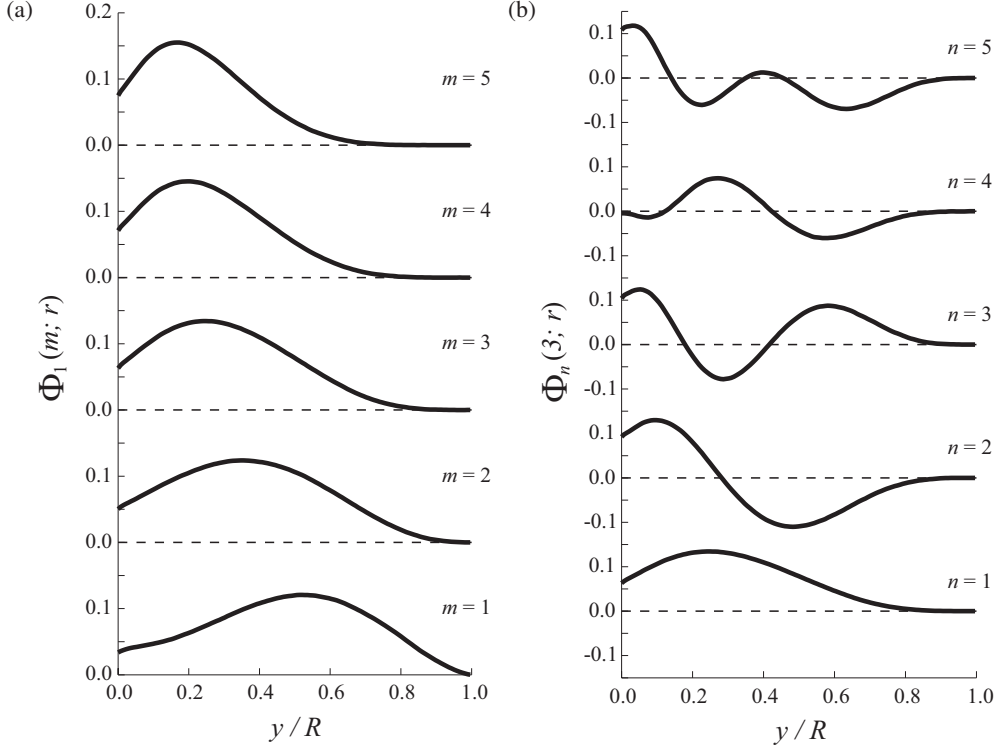 (a)
0.2
0.1
m = 5
0.0
0.1
m = 4
0.0
0.1
m = 3
0.0
0.1
m = 2
0.0
0.1
m = 1
0.0
0.0 0.2 0.4 0.6 0.8 1.0
y / R
Φ1 (m; r)
(b)
0.1
n = 5
0.0
-0.1
0.1
n = 4
0.0
-0.1
0.1
n = 3
0.0
-0.1
0.1
n = 2
0.0
-0.1
0.1
n = 1
0.0
-0.1
0.0 0.2 0.4 0.6 0.8 1.0
y / R
Φn (3; r)